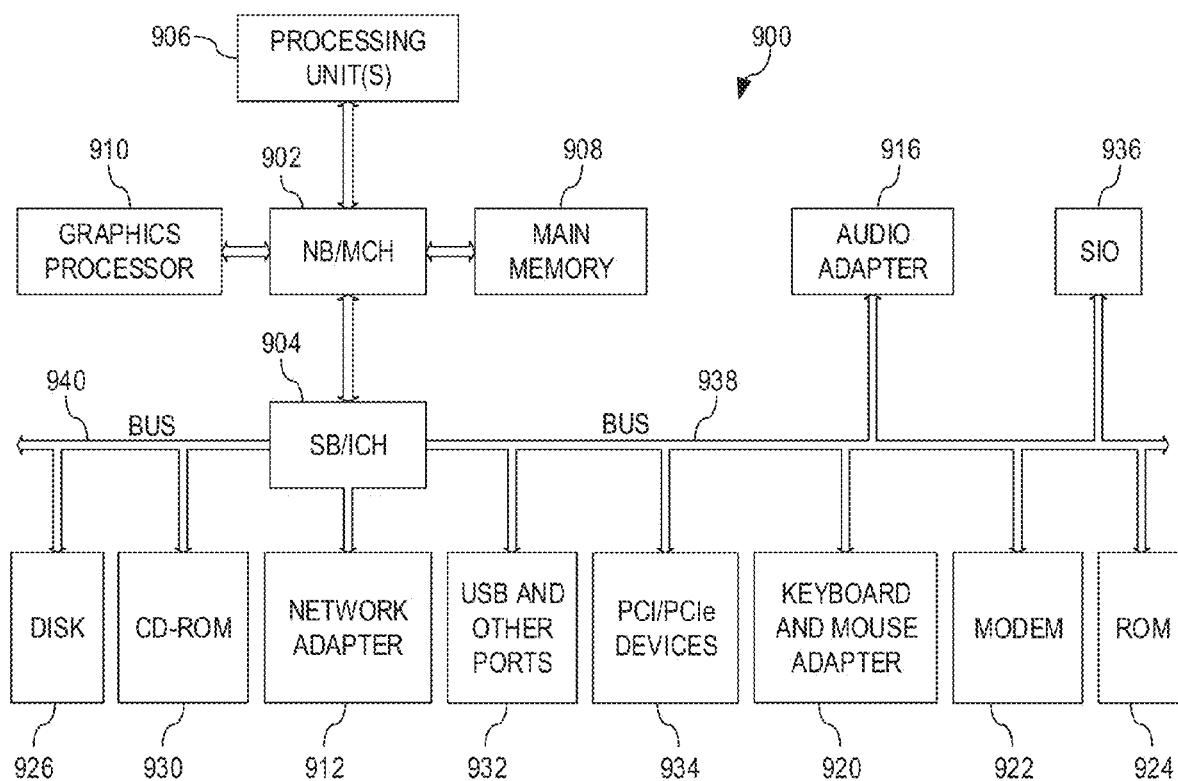 906
PROCESSING
UNIT(S)
900
910
902
908
916
936
GRAPHICS
PROCESSOR
NB/MCH
MAIN
MEMORY
AUDIO
ADAPTER
SIO
904
940
938
BUS
BUS
SB/ICH
DISK
CD-ROM
NETWORK
ADAPTER
USB AND
OTHER
PORTS
PCI/PCIe
DEVICES
KEYBOARD
AND MOUSE
ADAPTER
MODEM
ROM
926
930
912
932
934
920
922
924